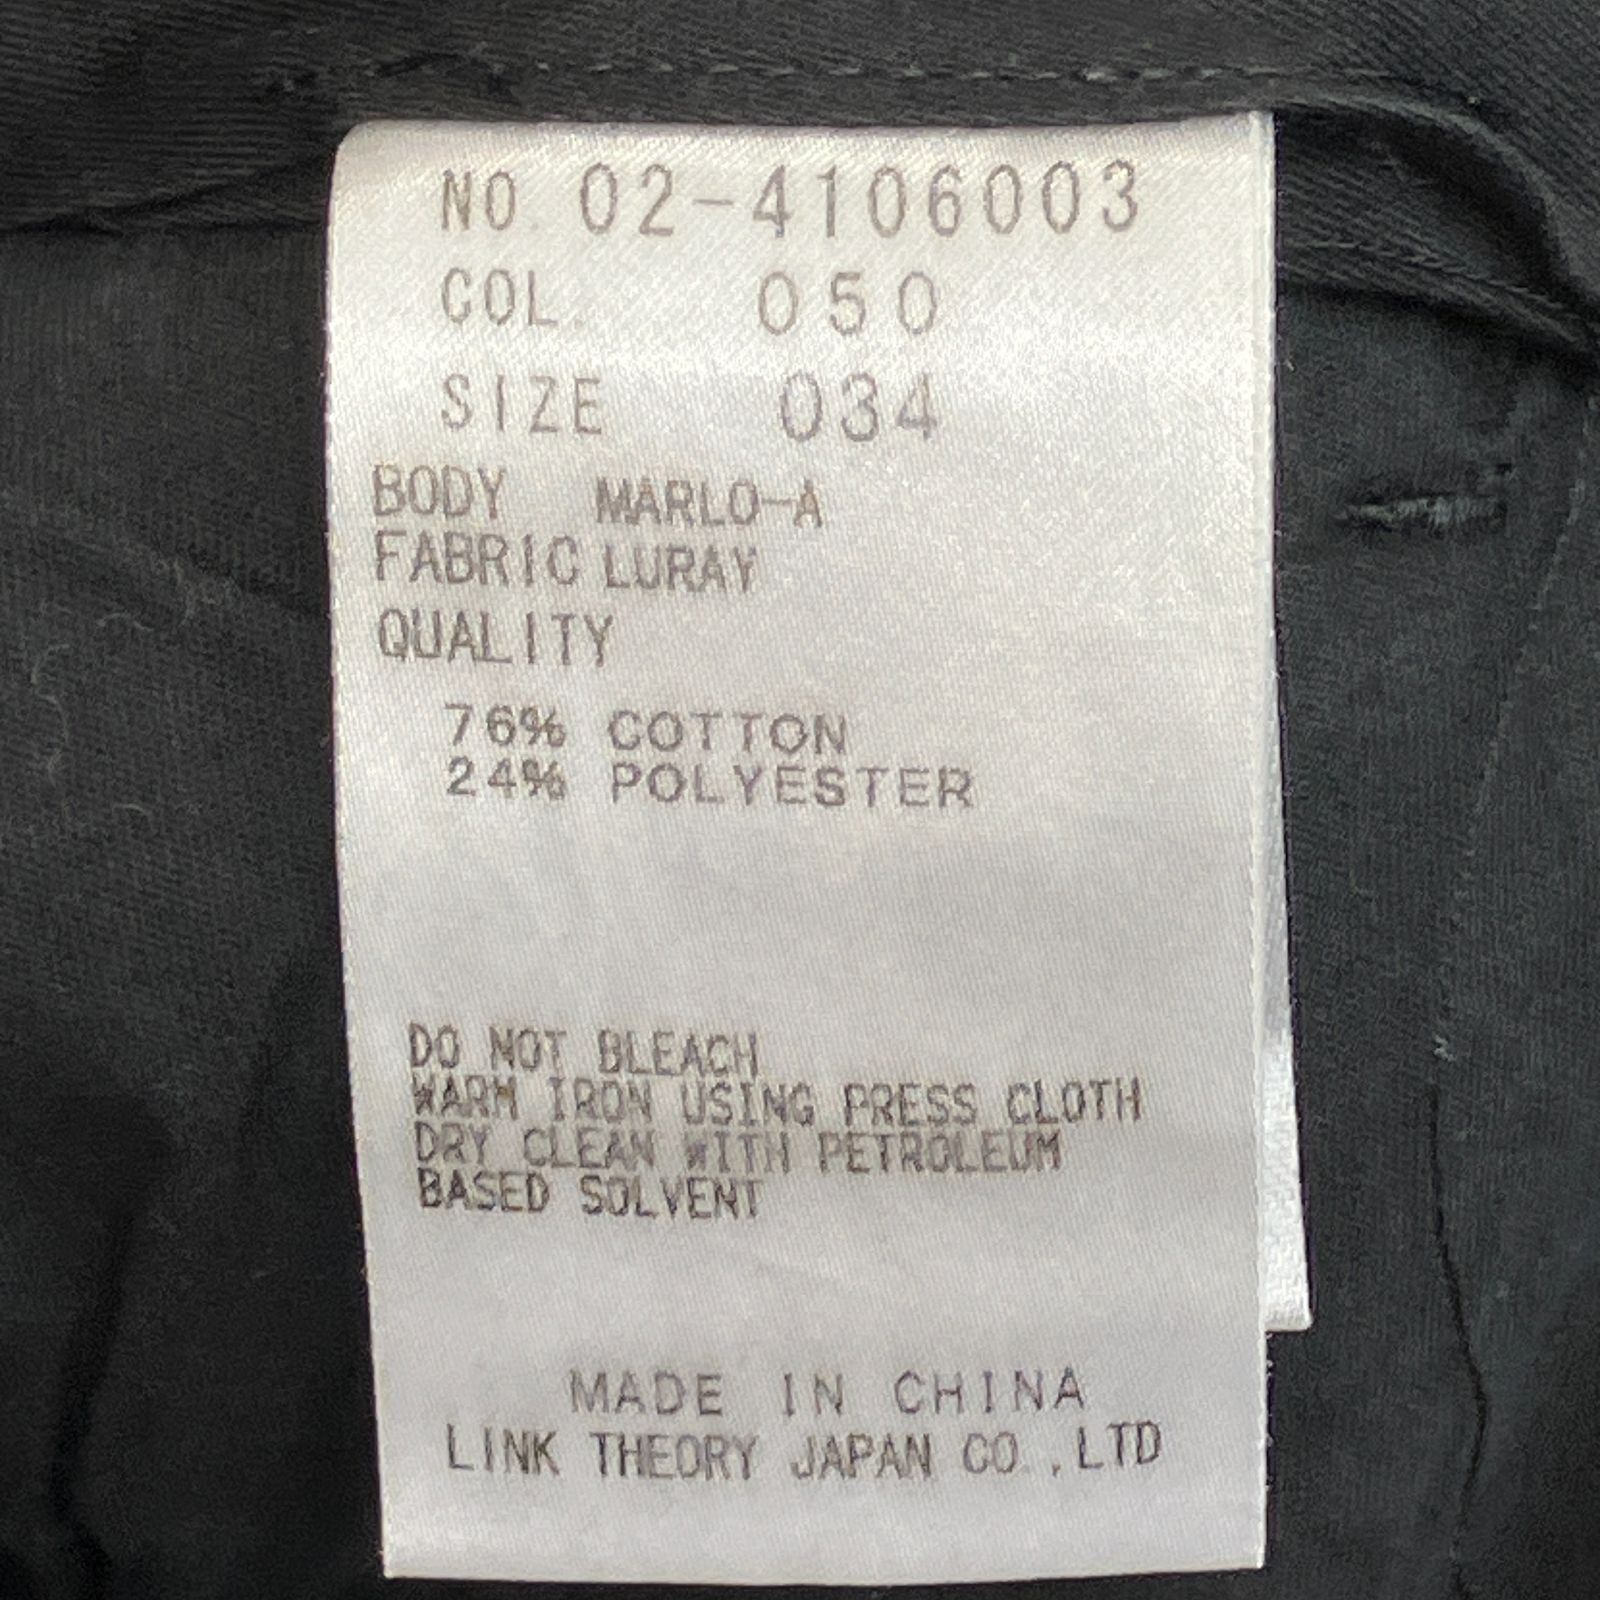 NO. 02-4106003
COL. 050
SIZE 034
BODY MARLO-A
FABRIC LURAY
QUALITY
76% COTTON
24% POLYESTER
DO NOT BLEACH
WARM IRON USING PRESS CLOTH
DRY CLEAN WITH PETROLEUM
BASED SOLVENT
MADE IN CHINA
LINK THEORY JAPAN CO.,LTD